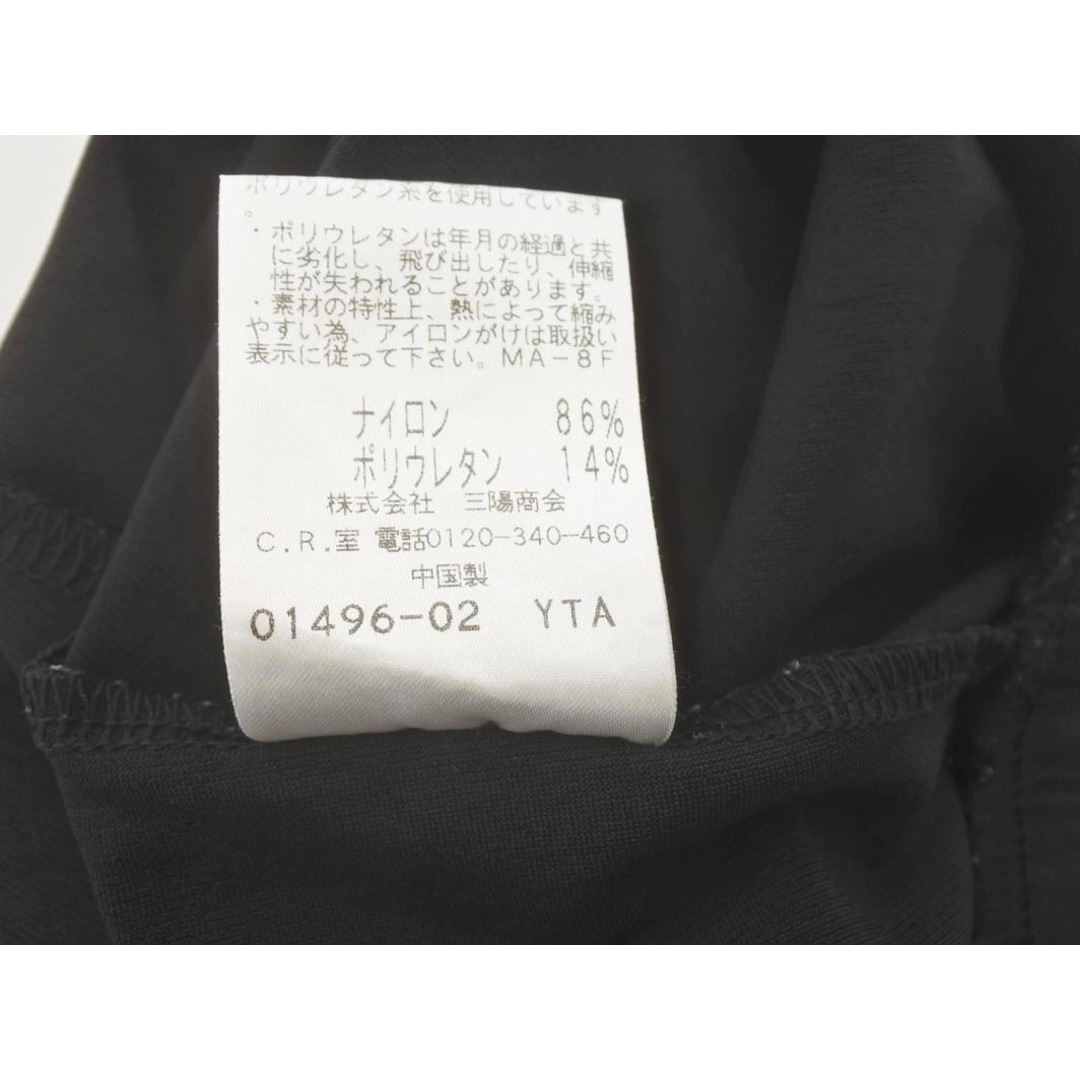 ポリウレタン糸を使用しています
。
・ポリウレタンは年月の経過と共
に劣化し、飛び出したり、伸縮
性が失われることがあります。
・素材の特性上、熱によって縮み
やすい為、アイロンがけは取扱い
表示に従って下さい。MA-8F
ナイロン 86%
ポリウレタン 14%
株式会社 三陽商会
C.R.室 電話0120-340-460
中国製
01496-02 YTA